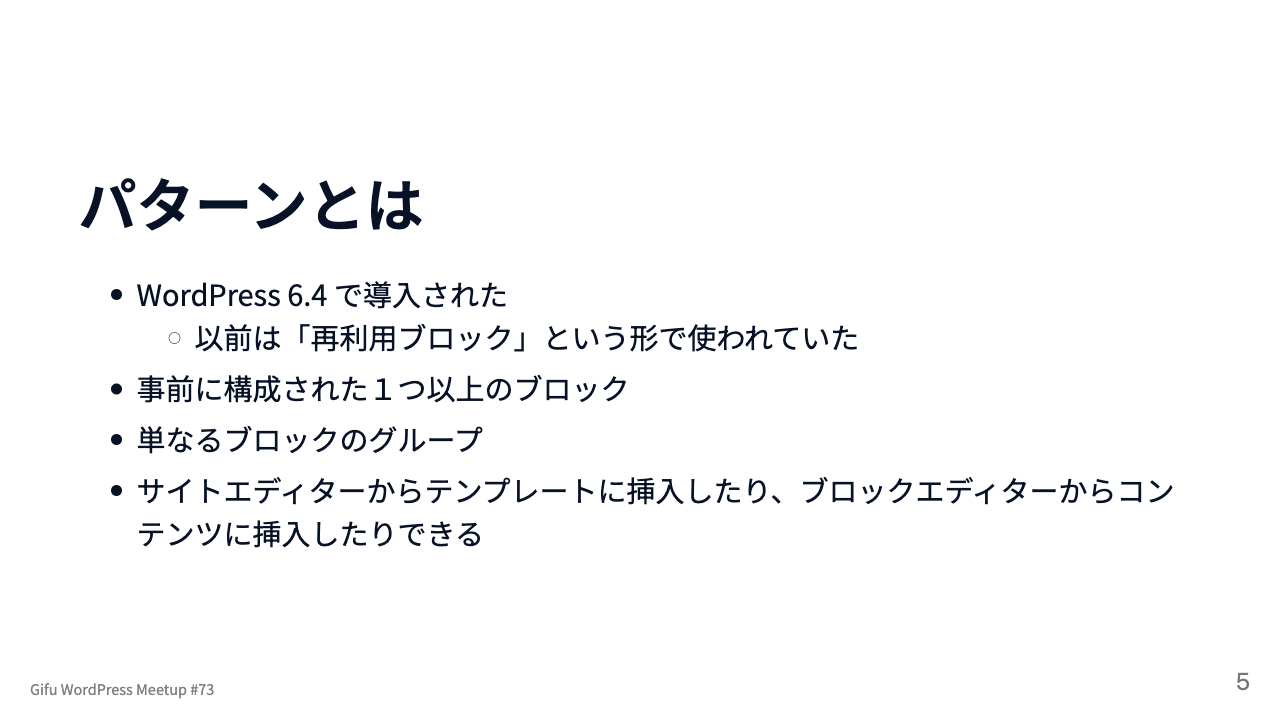 パターンとは
WordPress 6.4 で導入された
以前は「再利用ブロック」という形で使われていた
事前に構成された１つ以上のブロック
単なるブロックのグループ
サイトエディターからテンプレートに挿入したり、ブロックエディターからコン
テンツに挿入したりできる
Gifu WordPress Meetup #73
5